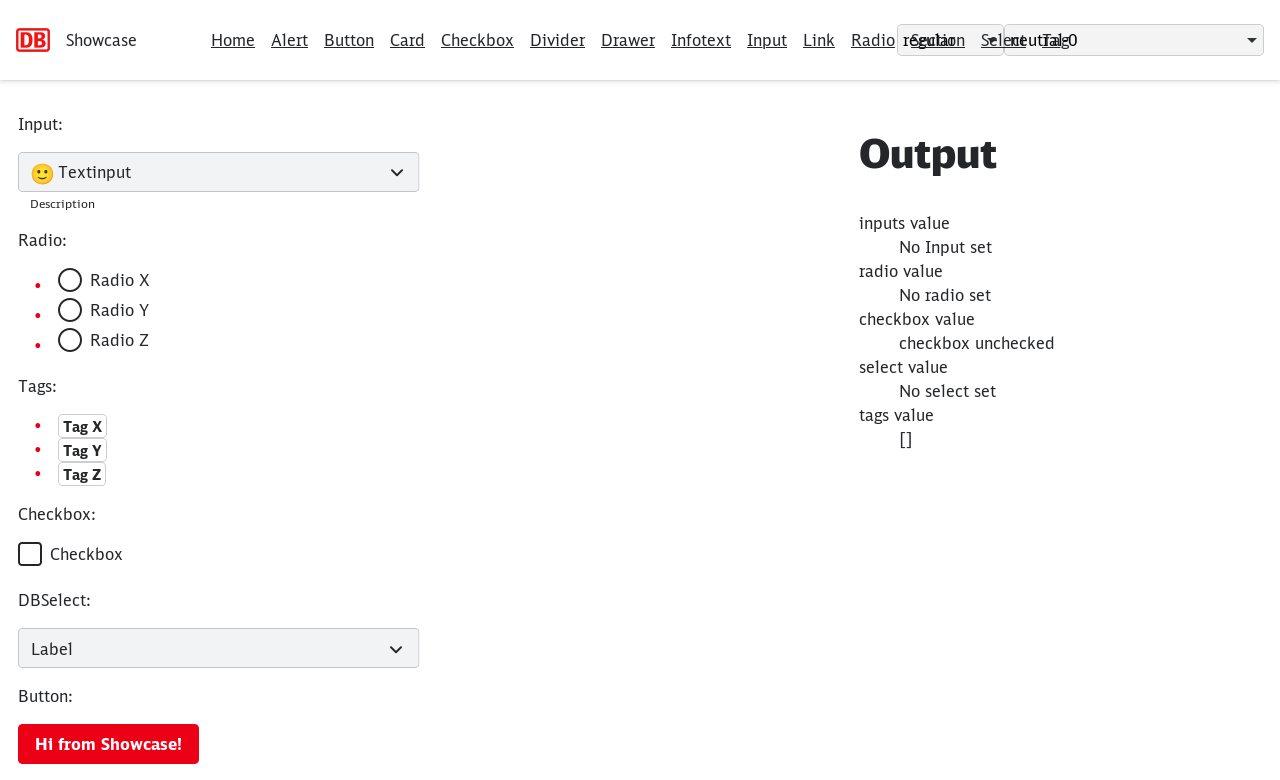 DB Showcase Home Alert Button Card Checkbox Divider Drawer Infotext Input Link Radio Section Select Tag
regular neutral-0
Input:
🙂 Textinput
Description
Radio:
• Radio X
• Radio Y
• Radio Z
Tags:
• Tag X
• Tag Y
• Tag Z
Checkbox:
Checkbox
DBSelect:
Label
Button:
Hi from Showcase!
Output
inputs value
No Input set
radio value
No radio set
checkbox value
checkbox unchecked
select value
No select set
tags value
[]